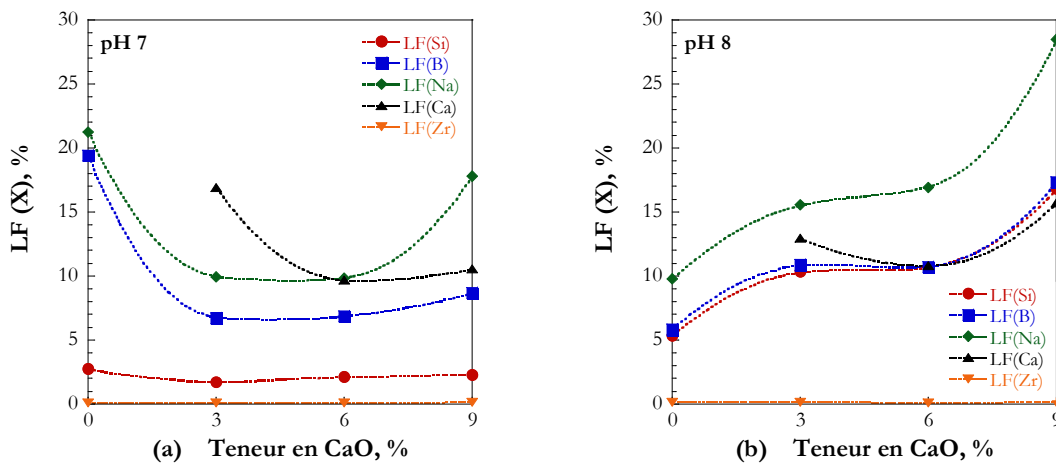 30
25
20
15
10
5
0
LF (X), %
pH 7
LF(Si)
LF(B)
LF(Na)
LF(Ca)
LF(Zr)
0 3 6 9
(a) Teneur en CaO, %
30
25
20
15
10
5
0
LF (X), %
pH 8
LF(Si)
LF(B)
LF(Na)
LF(Ca)
LF(Zr)
0 3 6 9
(b) Teneur en CaO, %